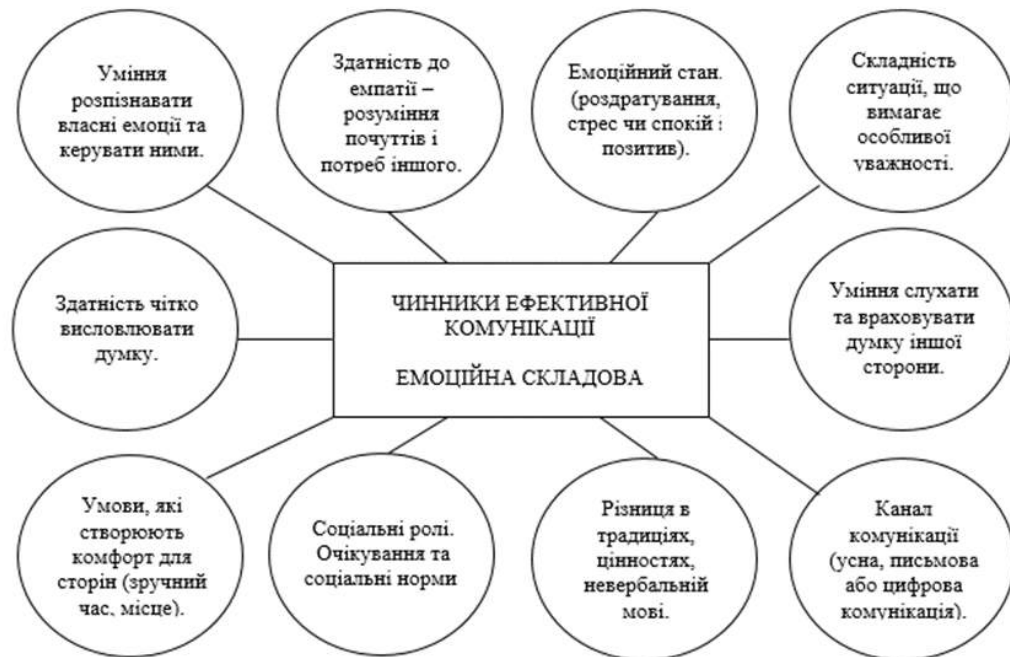 Уміння
розпізнавати
власні емоції та
керувати ними.
Здатність до
емпатії –
розуміння
почуттів і
потреб іншого.
Емоційний стан.
(роздратування,
стрес чи спокій і
позитив).
Складність
ситуації, що
вимагає
особливої
уважності.
Здатність чітко
висловлювати
думку.
ЧИННИКИ ЕФЕКТИВНОЇ
КОМУНІКАЦІЇ
ЕМОЦІЙНА СКЛАДОВА
Уміння слухати
та враховувати
думку іншої
сторони.
Умови, які
створюють
комфорт для
сторін (зручний
час, місце).
Соціальні ролі.
Очікування та
соціальні норми
Різниця в
традиціях,
цінностях,
невербальній
мові.
Канал
комунікації
(усна, письмова
або цифрова
комунікація).